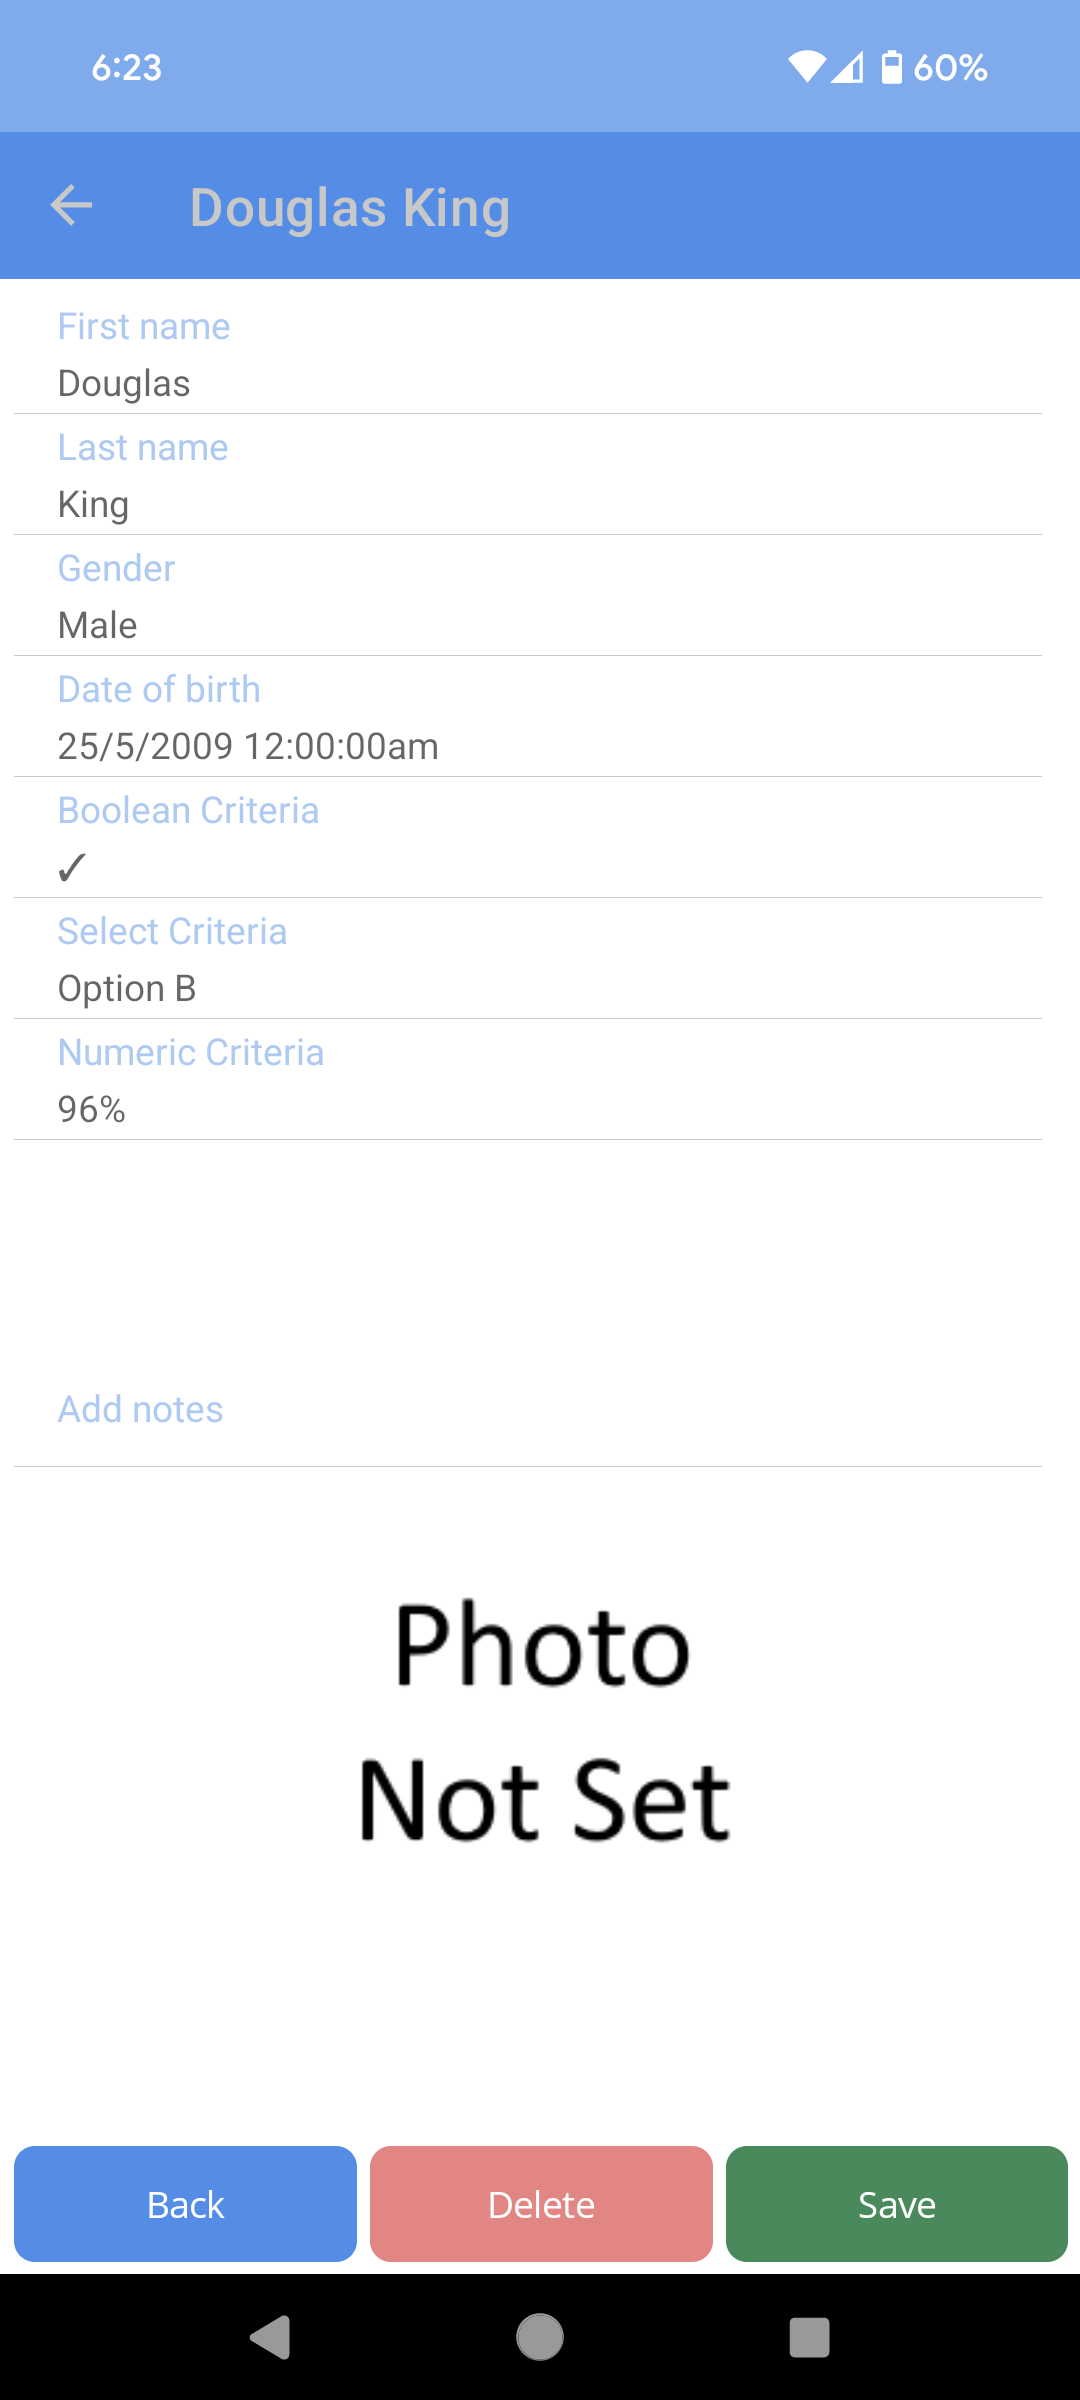 6:23
60%
Douglas King
First name
Douglas
Last name
King
Gender
Male
Date of birth
25/5/2009 12:00:00am
Boolean Criteria
✓
Select Criteria
Option B
Numeric Criteria
96%
Add notes
Photo
Not Set
Back
Delete
Save